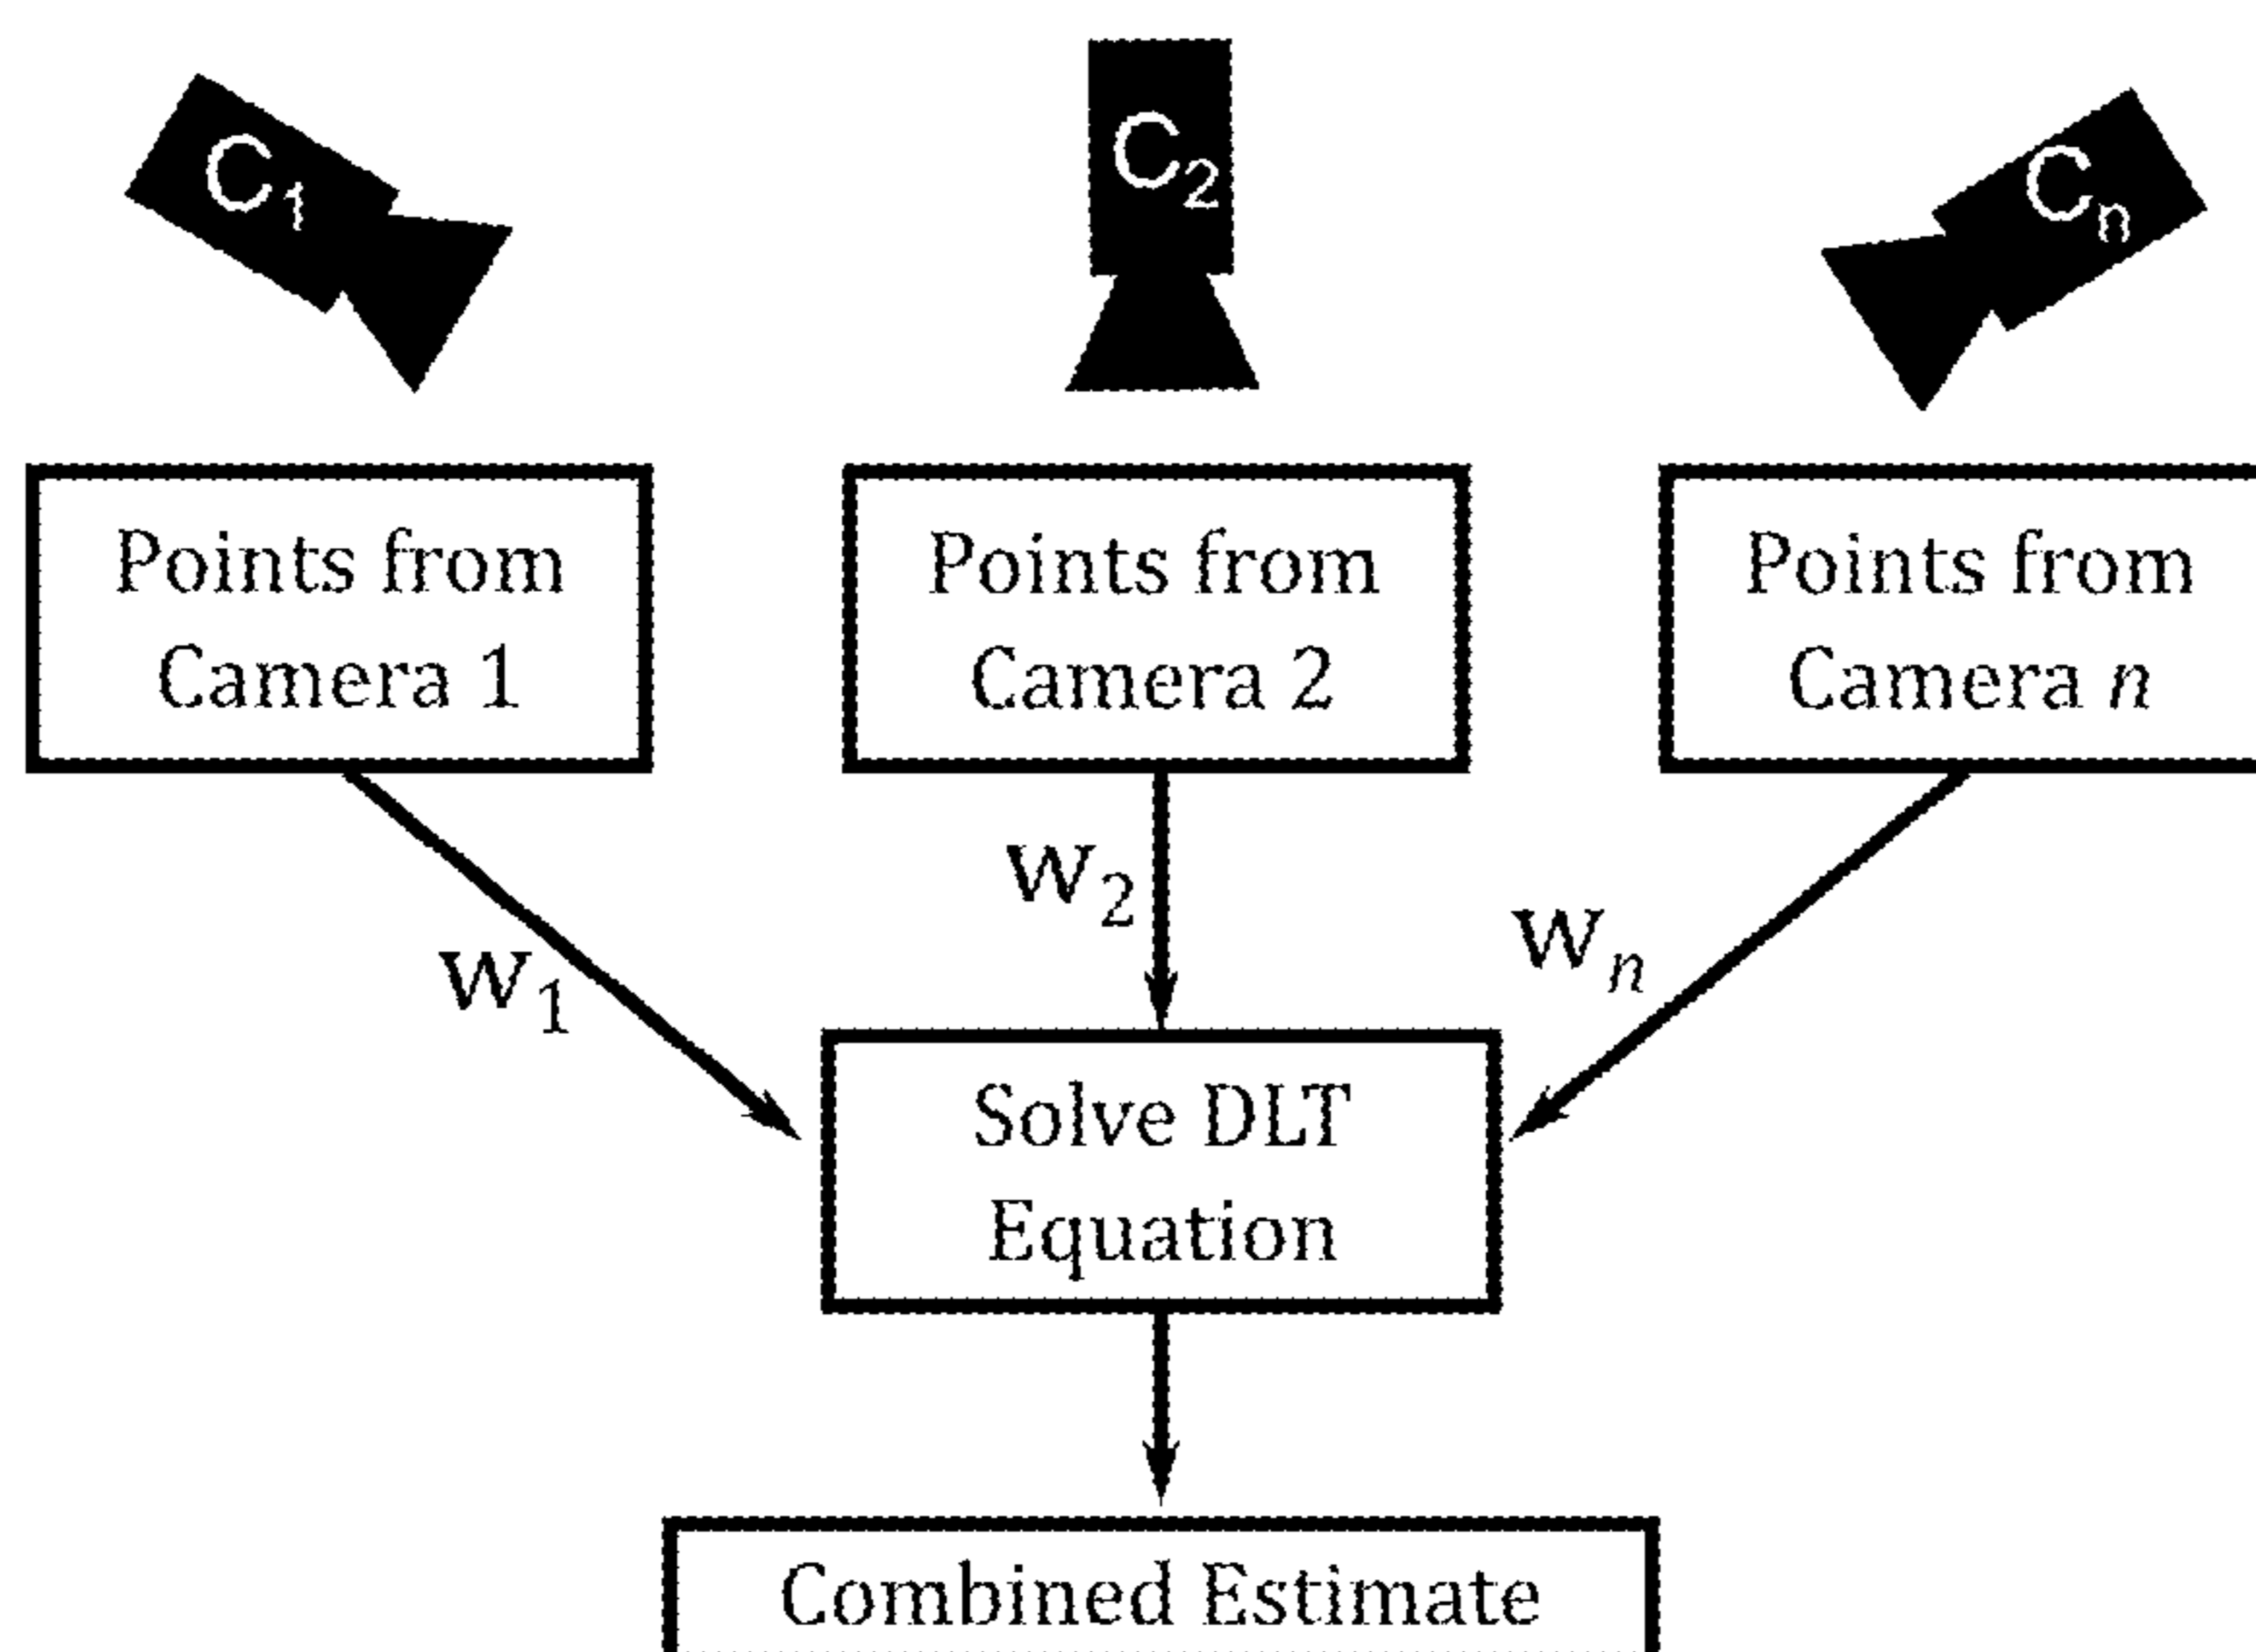 C1
C2
Cn
Points from
Camera 1
Points from
Camera 2
Points from
Camera n
w1
w2
wn
Solve DLT
Equation
Combined Estimate